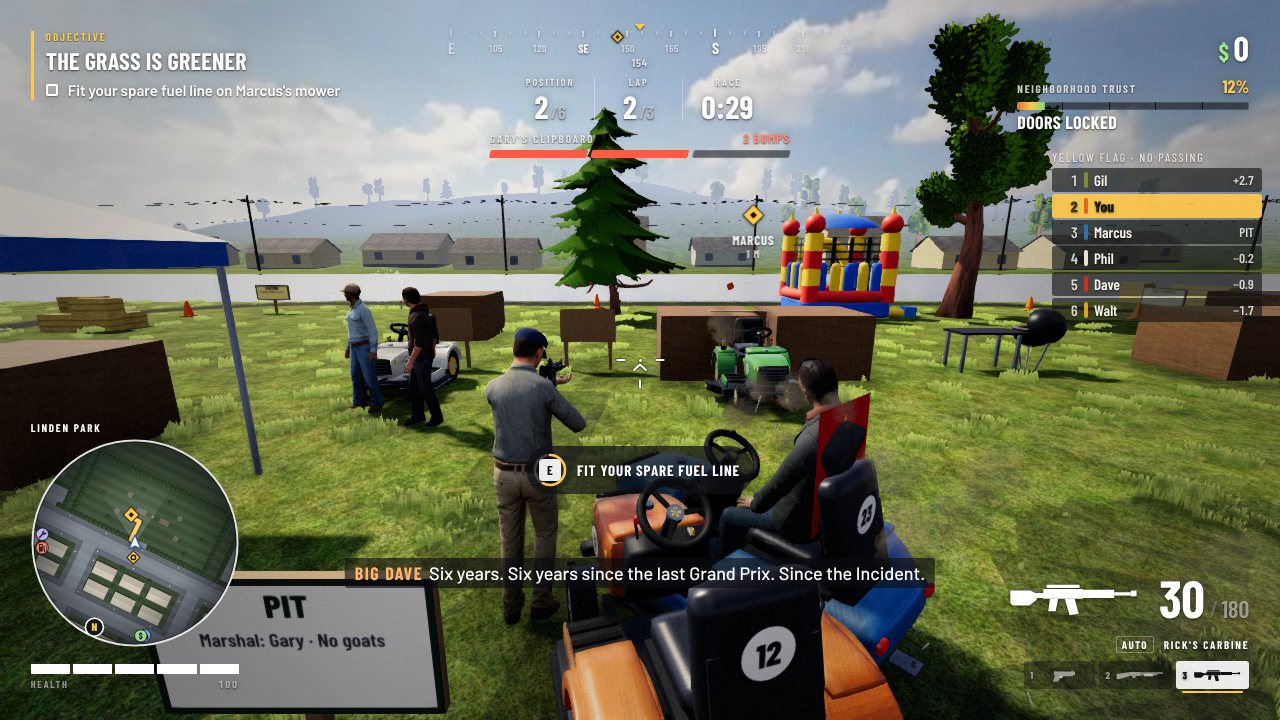 OBJECTIVE
THE GRASS IS GREENER
Fit your spare fuel line on Marcus's mower
E 105 120 SE 150 165 S 195 210 SW
154
POSITION LAP RACE
2/6 2/3 0:29
GARY'S CLIPBOARD 2 BUMPS
$0
NEIGHBORHOOD TRUST 12%
DOORS LOCKED
YELLOW FLAG · NO PASSING
1 Gil +2.7
2 You
3 Marcus PIT
4 Phil −0.2
5 Dave −0.9
6 Walt −1.7
MARCUS
1 M
E FIT YOUR SPARE FUEL LINE
23
BIG DAVE Six years. Six years since the last Grand Prix. Since the Incident.
12
PIT
Marshal: Gary · No goats
LINDEN PARK
N
$
HEALTH 100
30 / 180
AUTO RICK'S CARBINE
1 2 3